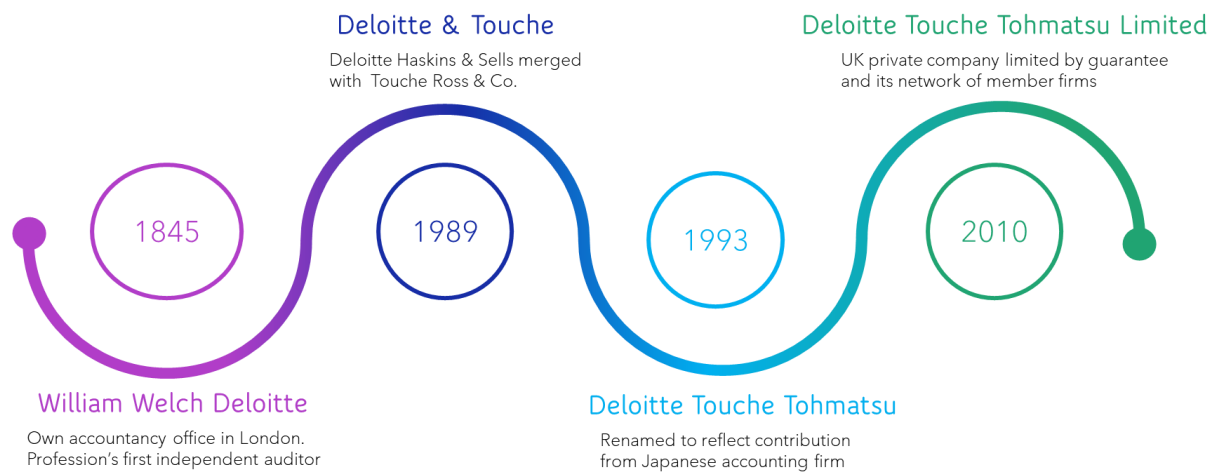 Deloitte & Touche
Deloitte Haskins & Sells merged
with Touche Ross & Co.
Deloitte Touche Tohmatsu Limited
UK private company limited by guarantee
and its network of member firms
1845
1989
1993
2010
William Welch Deloitte
Own accountancy office in London.
Profession’s first independent auditor
Deloitte Touche Tohmatsu
Renamed to reflect contribution
from Japanese accounting firm